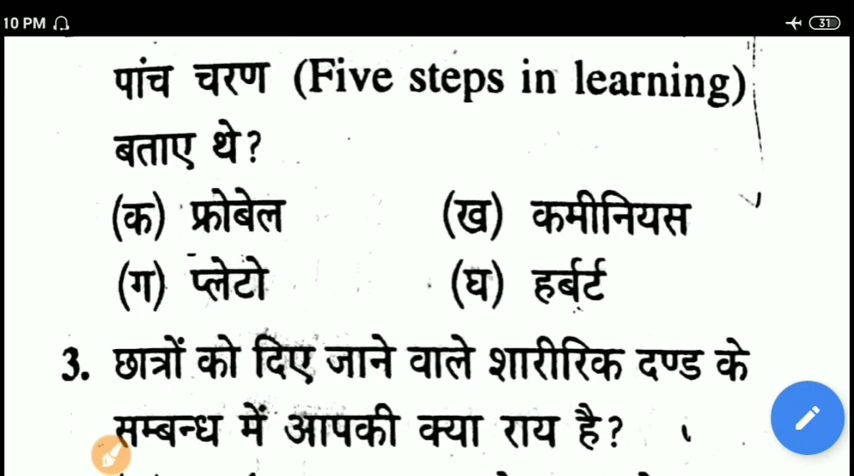 10 PM
31
पांच चरण (Five steps in learning)
बताए थे?
(क) फ्रोबेल (ख) कमीनियस
(ग) प्लेटो (घ) हर्बर्ट
3. छात्रों को दिए जाने वाले शारीरिक दण्ड के
सम्बन्ध में आपकी क्या राय है?